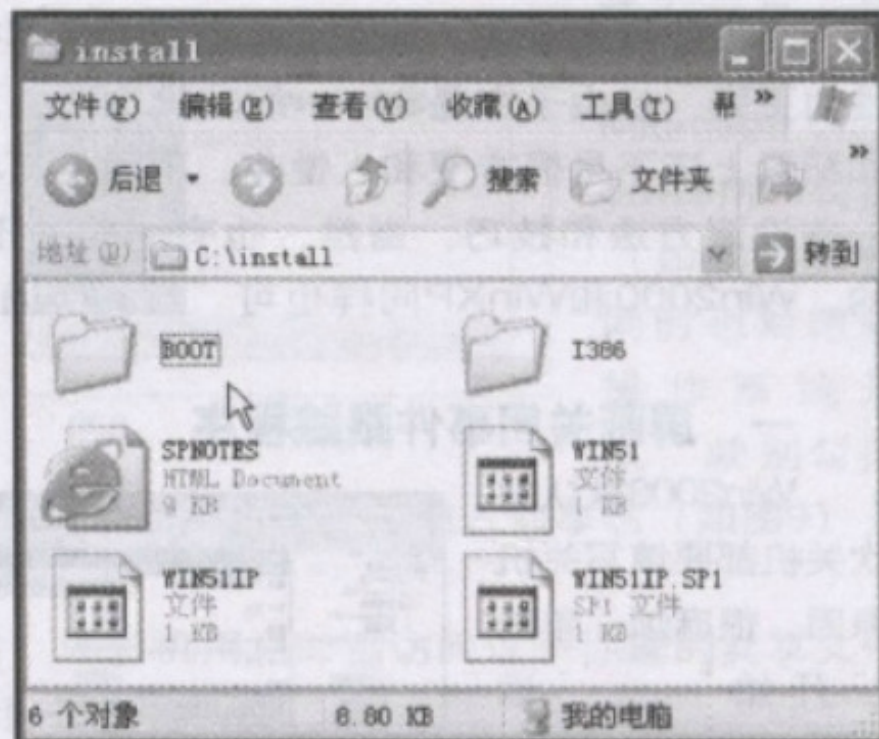 install
文件(F) 编辑(E) 查看(V) 收藏(A) 工具(T) 帮 »
后退 搜索 文件夹 »
地址(D) C:\install 转到
BOOT I386
SPNOTES
HTML Document
9 KB
WIN51
文件
1 KB
WIN51IP
文件
1 KB
WIN51IP.SP1
SP1 文件
1 KB
6 个对象 8.80 KB 我的电脑